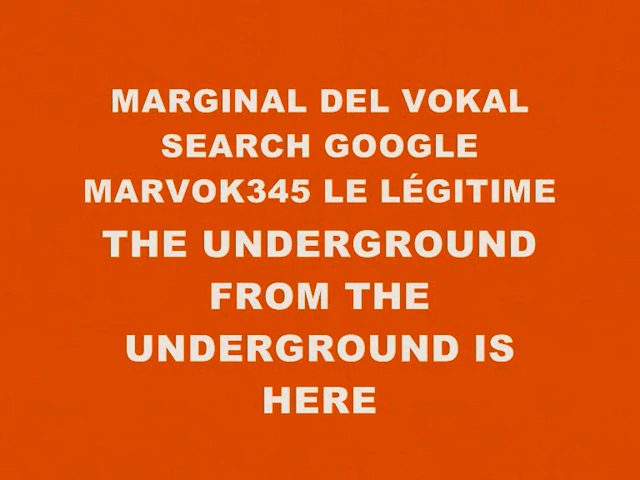 MARGINAL DEL VOKAL
SEARCH GOOGLE
MARVOK345 LE LÉGITIME
THE UNDERGROUND
FROM THE
UNDERGROUND IS
HERE